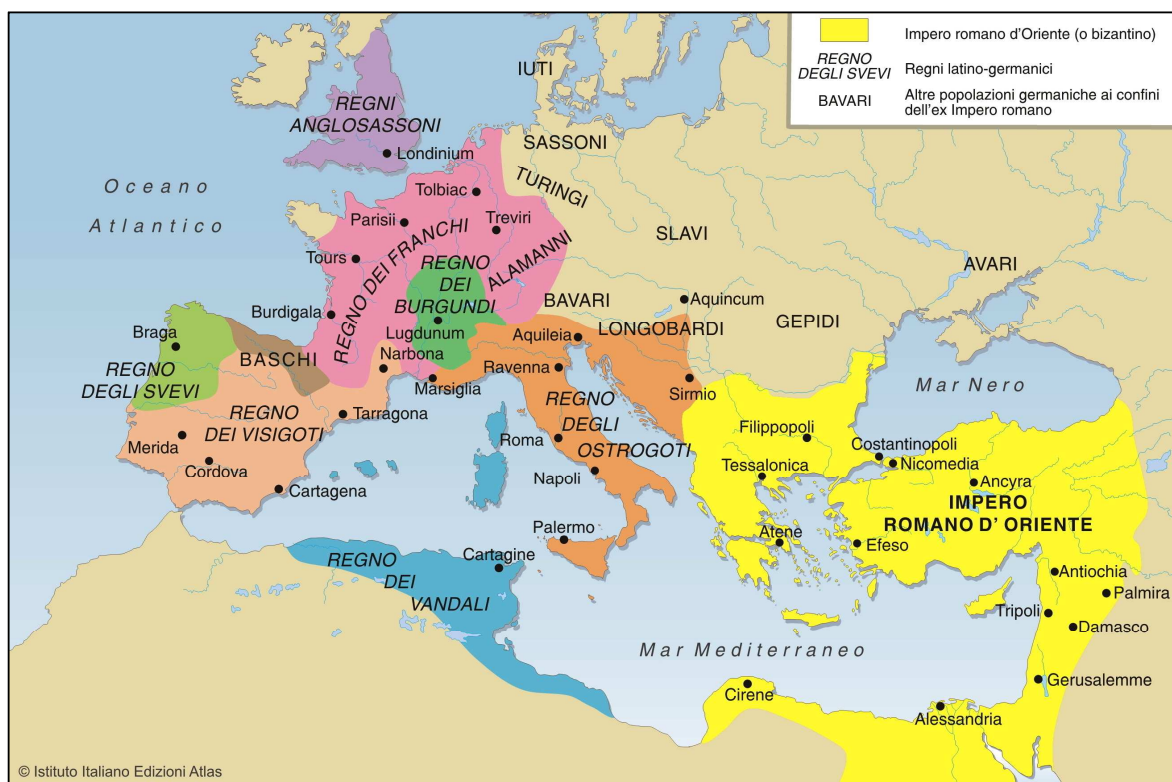 Impero romano d'Oriente (o bizantino)
REGNO
DEGLI SVEVI
Regni latino-germanici
BAVARI
Altre popolazioni germaniche ai confini
dell'ex Impero romano
IUTI
REGNI
ANGLOSASSONI
Londinium
SASSONI
TURINGI
Oceano
Atlantico
Tolbiac
Parisii
Treviri
SLAVI
Tours
REGNO DEI FRANCHI
ALAMANNI
REGNO
DEI
BURGUNDI
AVARI
BAVARI
Aquincum
Burdigala
Lugdunum
Aquileia
LONGOBARDI
GEPIDI
Braga
BASCHI
Narbona
Ravenna
REGNO
DEGLI SVEVI
Marsiglia
Sirmio
Mar Nero
REGNO
DEI VISIGOTI
Tarragona
REGNO
DEGLI
OSTROGOTI
Merida
Roma
Filippopoli
Costantinopoli
Nicomedia
Cordova
Napoli
Tessalonica
Ancyra
Cartagena
IMPERO
ROMANO D' ORIENTE
Palermo
Atene
Efeso
REGNO
DEI
VANDALI
Cartagine
Antiochia
Palmira
Tripoli
Damasco
Mar Mediterraneo
Gerusalemme
Cirene
Alessandria
© Istituto Italiano Edizioni Atlas